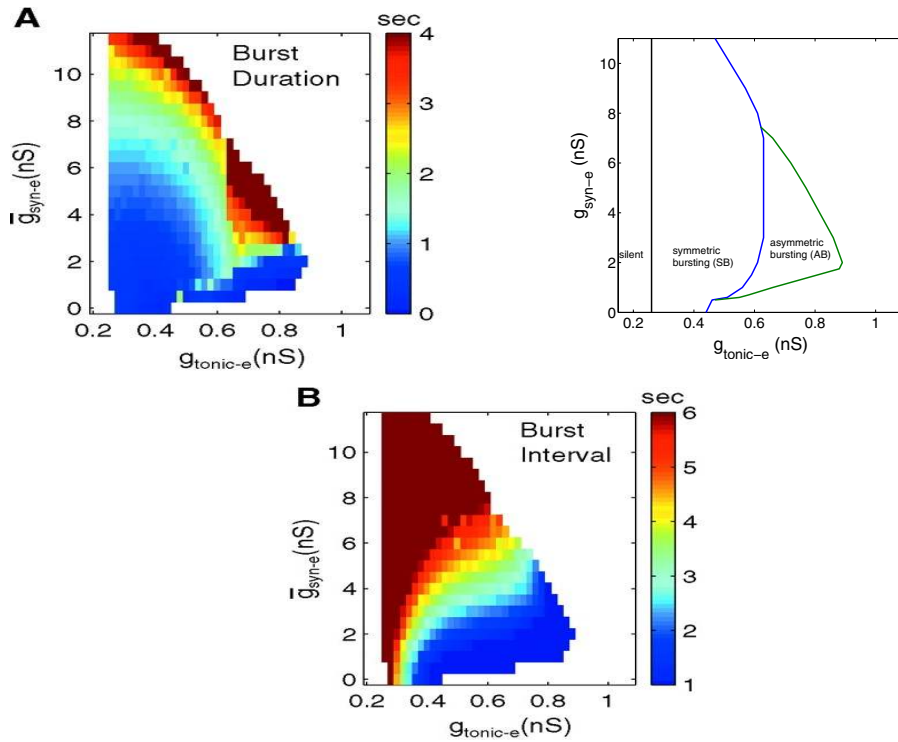 A
sec
Burst
Duration
4
3
2
1
0
10
8
6
4
2
0
g̅syn-e(nS)
0.2 0.4 0.6 0.8 1
gtonic-e(nS)
10
8
6
4
2
0
gsyn−e (nS)
silent
symmetric
bursting (SB)
asymmetric
bursting (AB)
0.2 0.4 0.6 0.8 1
gtonic−e (nS)
B
sec
Burst
Interval
6
5
4
3
2
1
10
8
6
4
2
0
g̅syn-e(nS)
0.2 0.4 0.6 0.8 1
gtonic-e(nS)